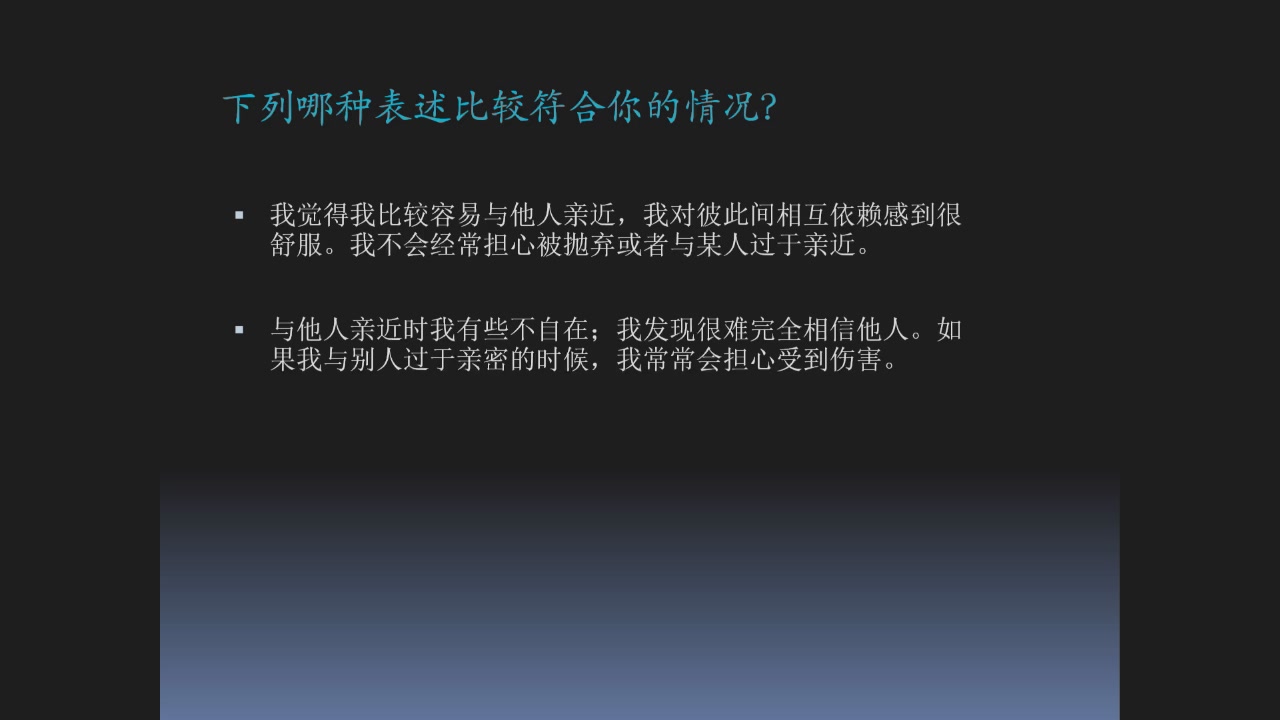 下列哪种表述比较符合你的情况?
▪ 我觉得我比较容易与他人亲近，我对彼此间相互依赖感到很
舒服。我不会经常担心被抛弃或者与某人过于亲近。
▪ 与他人亲近时我有些不自在；我发现很难完全相信他人。如
果我与别人过于亲密的时候，我常常会担心受到伤害。